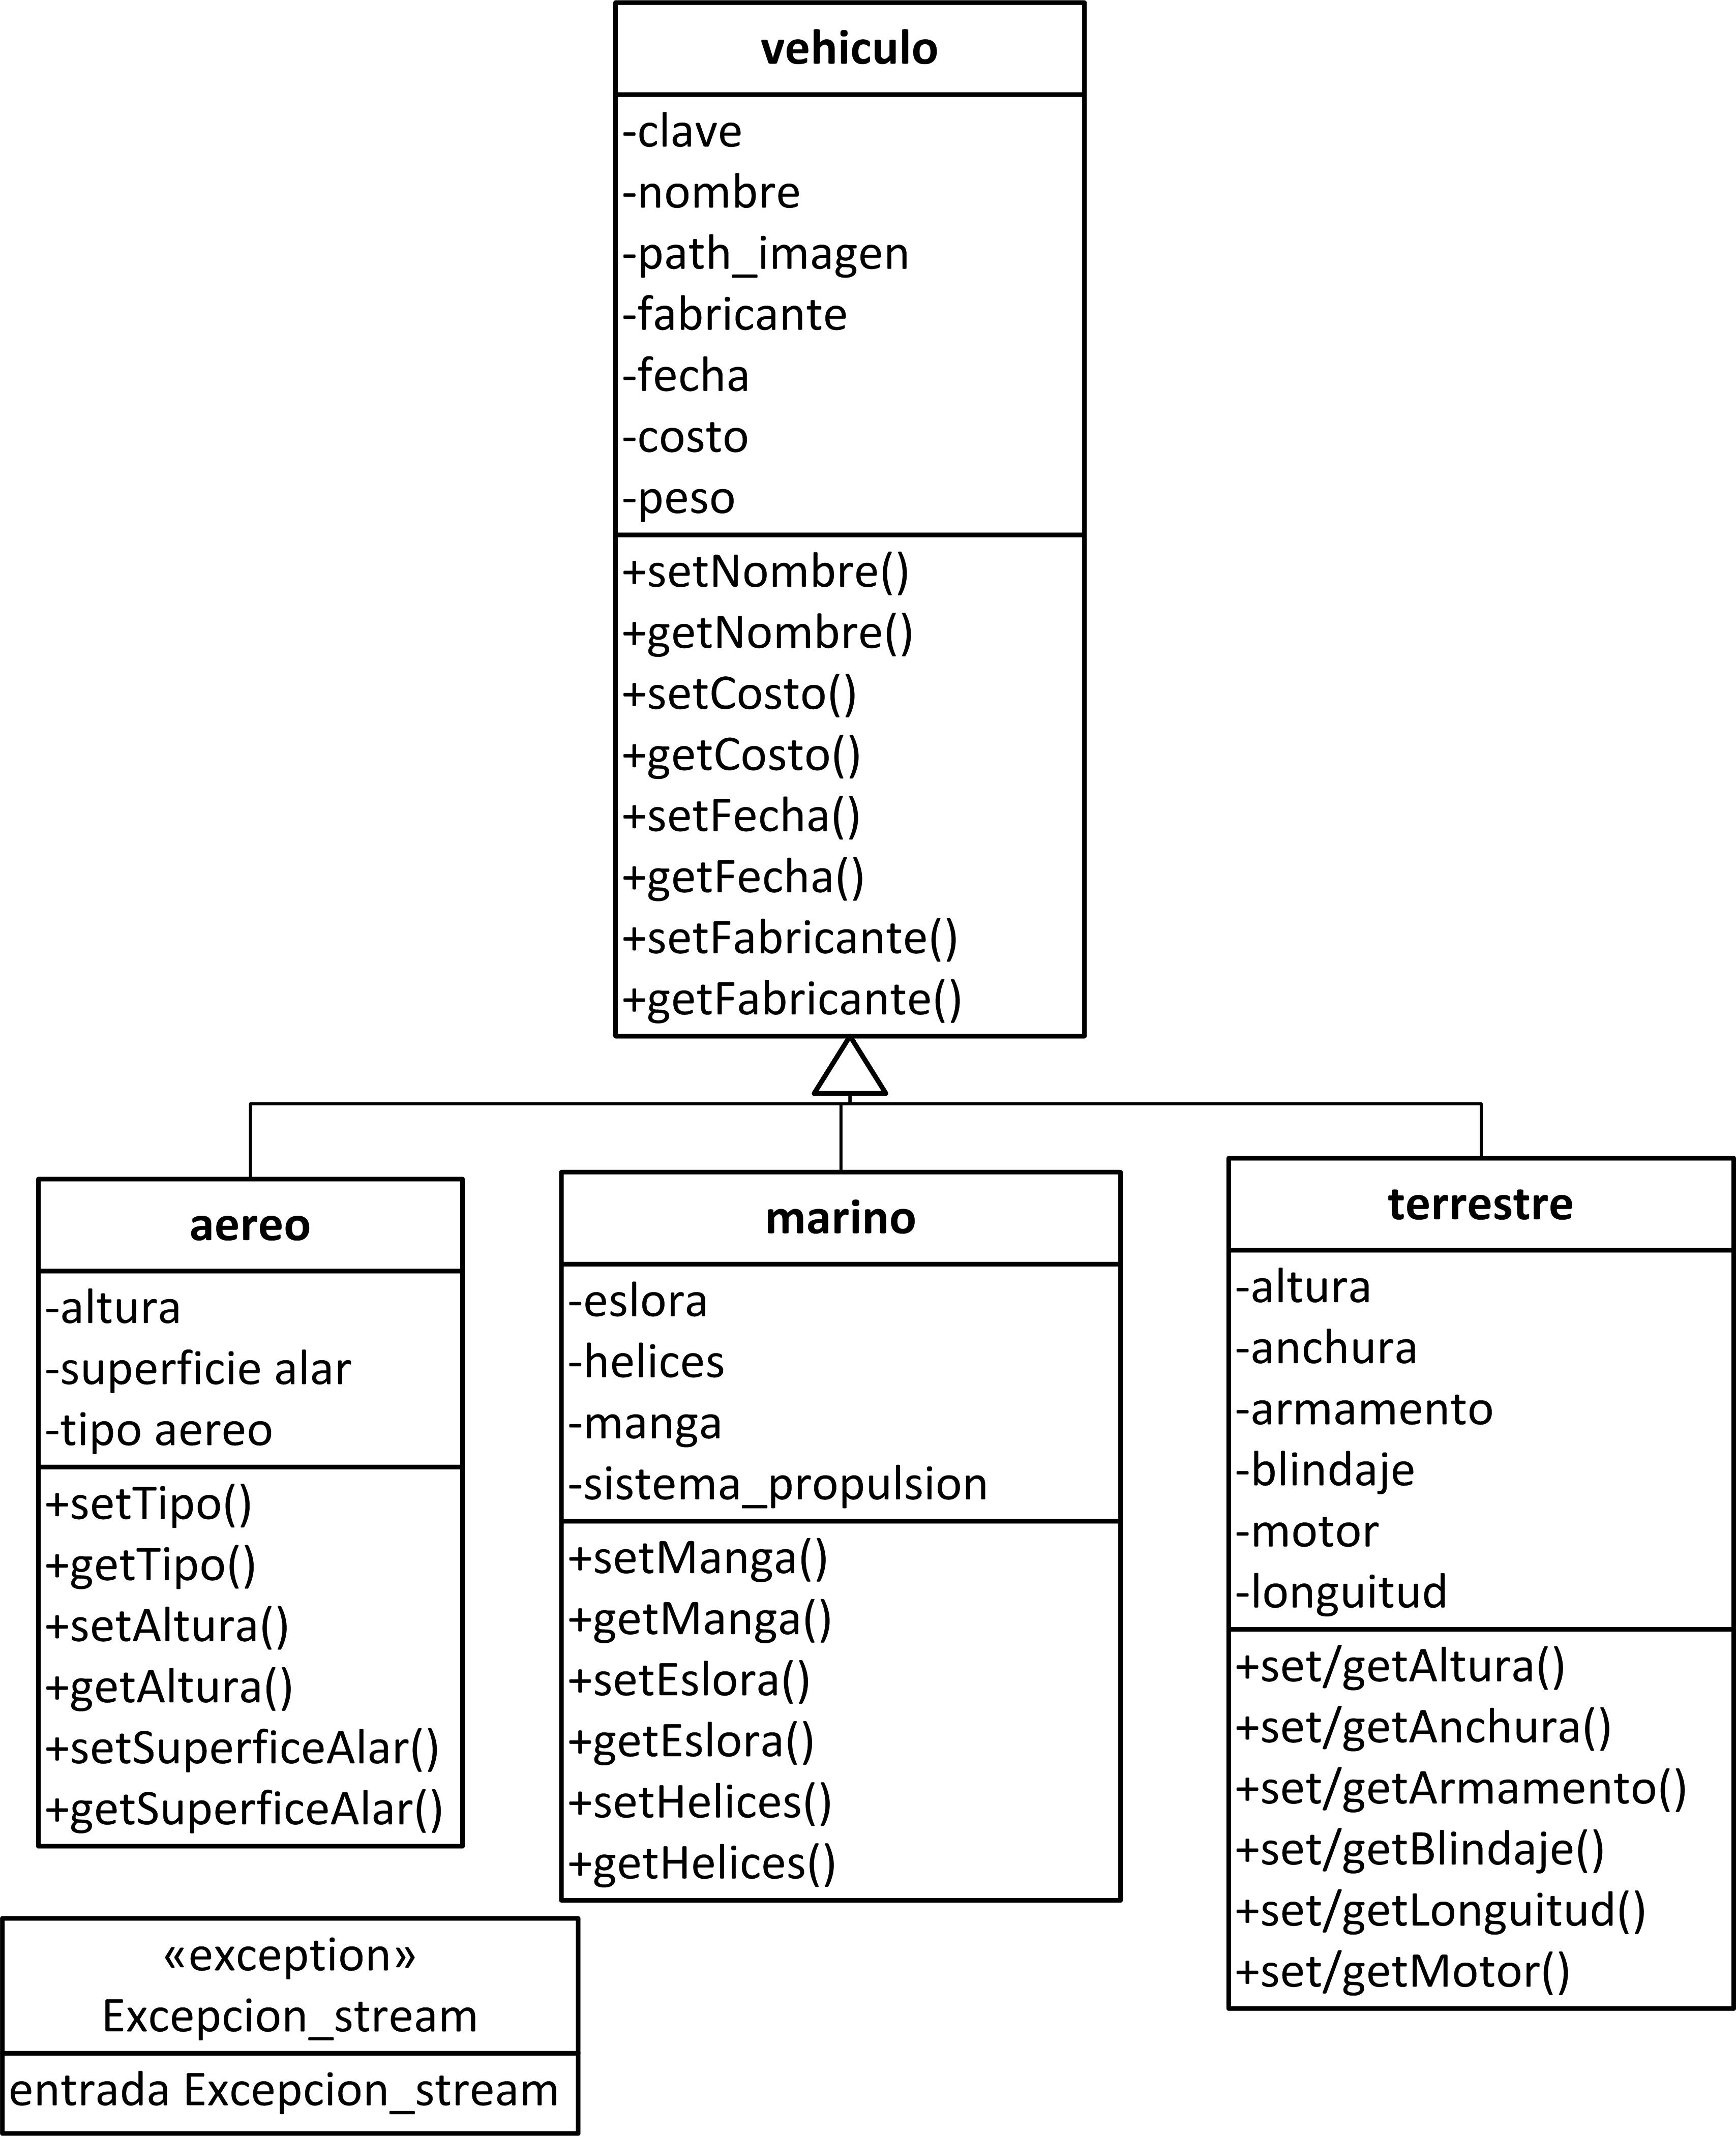 vehiculo
-clave
-nombre
-path_imagen
-fabricante
-fecha
-costo
-peso
+setNombre()
+getNombre()
+setCosto()
+getCosto()
+setFecha()
+getFecha()
+setFabricante()
+getFabricante()
aereo
-altura
-superficie alar
-tipo aereo
+setTipo()
+getTipo()
+setAltura()
+getAltura()
+setSuperficeAlar()
+getSuperficeAlar()
marino
-eslora
-helices
-manga
-sistema_propulsion
+setManga()
+getManga()
+setEslora()
+getEslora()
+setHelices()
+getHelices()
terrestre
-altura
-anchura
-armamento
-blindaje
-motor
-longuitud
+set/getAltura()
+set/getAnchura()
+set/getArmamento()
+set/getBlindaje()
+set/getLonguitud()
+set/getMotor()
«exception»
Excepcion_stream
entrada Excepcion_stream